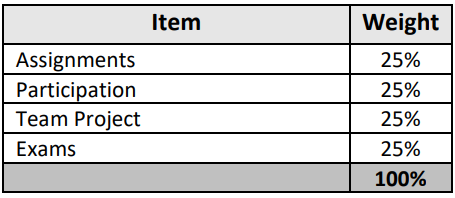 Item Weight
Assignments 25%
Participation 25%
Team Project 25%
Exams 25%
100%